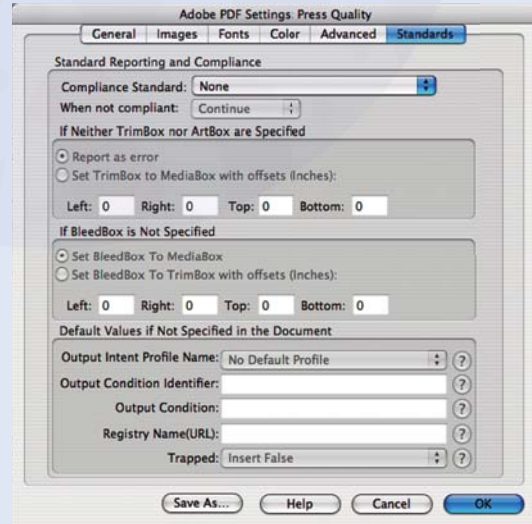 Adobe PDF Settings: Press Quality
General Images Fonts Color Advanced Standards
Standard Reporting and Compliance
Compliance Standard: None
When not compliant: Continue
If Neither TrimBox nor ArtBox are Specified
Report as error
Set TrimBox to MediaBox with offsets (Inches):
Left: 0 Right: 0 Top: 0 Bottom: 0
If BleedBox is Not Specified
Set BleedBox To MediaBox
Set BleedBox To TrimBox with offsets (Inches):
Left: 0 Right: 0 Top: 0 Bottom: 0
Default Values if Not Specified in the Document
Output Intent Profile Name: No Default Profile ?
Output Condition Identifier: ?
Output Condition: ?
Registry Name(URL): ?
Trapped: Insert False ?
Save As... Help Cancel OK